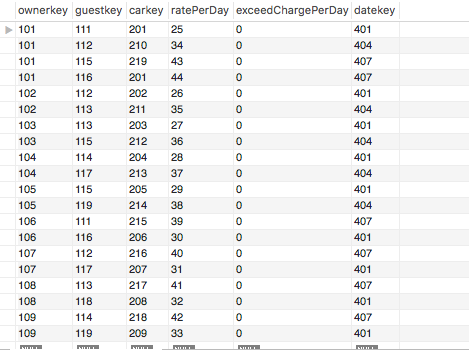 ownerkey guestkey carkey ratePerDay exceedChargePerDay datekey
101 111 201 25 0 401
101 112 210 34 0 404
101 115 219 43 0 407
101 116 201 44 0 407
102 112 202 26 0 401
102 113 211 35 0 404
103 113 203 27 0 401
103 115 212 36 0 404
104 114 204 28 0 401
104 117 213 37 0 404
105 115 205 29 0 401
105 119 214 38 0 404
106 111 215 39 0 407
106 116 206 30 0 401
107 112 216 40 0 407
107 117 207 31 0 401
108 113 217 41 0 407
108 118 208 32 0 401
109 114 218 42 0 407
109 119 209 33 0 401
NULL NULL NULL NULL NULL NULL